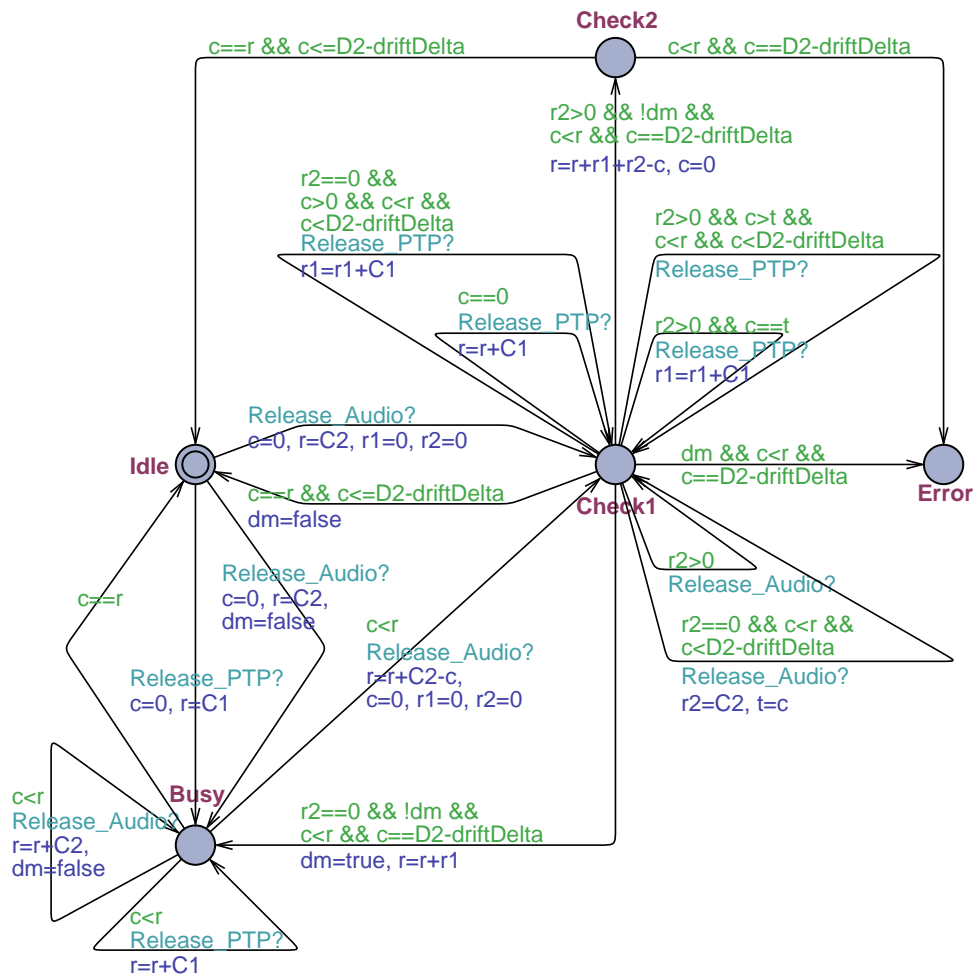 Check2
c==r && c<=D2-driftDelta
c<r && c==D2-driftDelta
r2>0 && !dm &&
c<r && c==D2-driftDelta
r=r+r1+r2-c, c=0
r2==0 &&
c>0 && c<r &&
c<D2-driftDelta
Release_PTP?
r1=r1+C1
r2>0 && c>t &&
c<r && c<D2-driftDelta
Release_PTP?
c==0
Release_PTP?
r=r+C1
r2>0 && c==t
Release_PTP?
r1=r1+C1
Release_Audio?
c=0, r=C2, r1=0, r2=0
Idle
c==r && c<=D2-driftDelta
dm=false
Check1
dm && c<r &&
c==D2-driftDelta
Error
c==r
Release_Audio?
c=0, r=C2,
dm=false
Release_PTP?
c=0, r=C1
c<r
Release_Audio?
r=r+C2-c,
c=0, r1=0, r2=0
r2>0
Release_Audio?
r2==0 && c<r &&
c<D2-driftDelta
Release_Audio?
r2=C2, t=c
Busy
c<r
Release_Audio?
r=r+C2,
dm=false
r2==0 && !dm &&
c<r && c==D2-driftDelta
dm=true, r=r+r1
c<r
Release_PTP?
r=r+C1